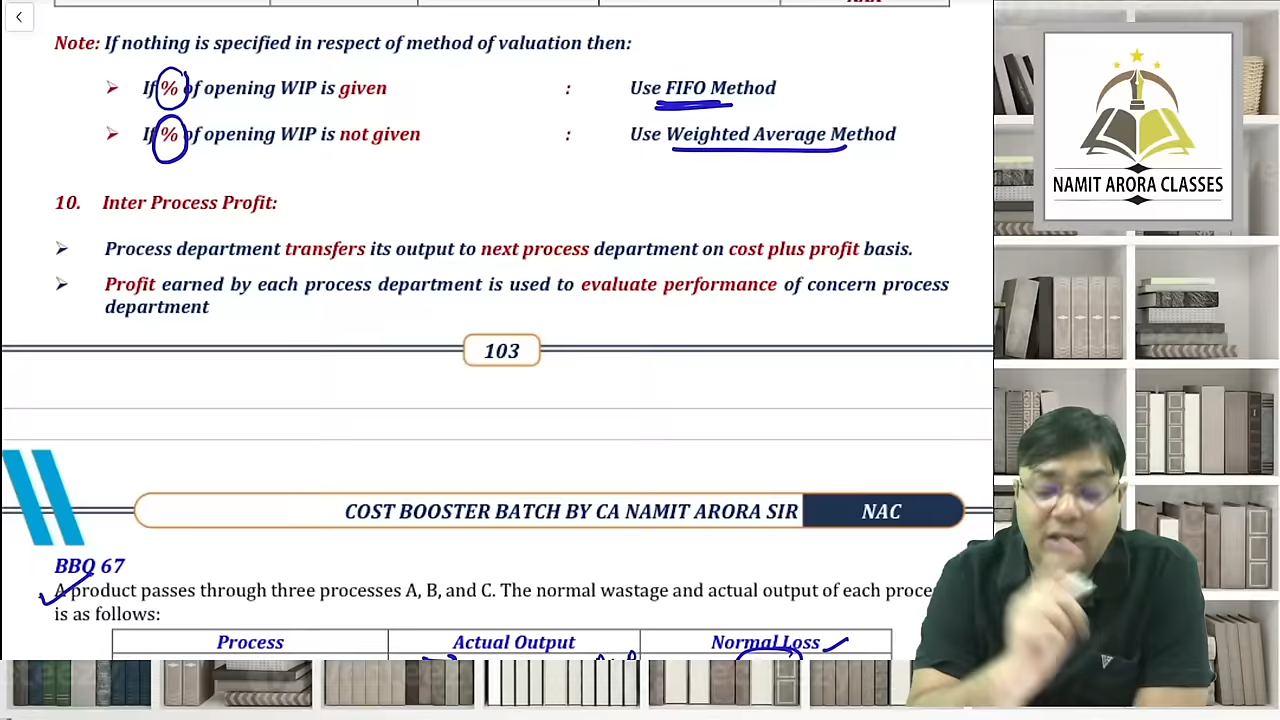 Note: If nothing is specified in respect of method of valuation then:
➢ If % of opening WIP is given : Use FIFO Method
➢ If % of opening WIP is not given : Use Weighted Average Method
10. Inter Process Profit:
➢ Process department transfers its output to next process department on cost plus profit basis.
➢ Profit earned by each process department is used to evaluate performance of concern process
department
103
COST BOOSTER BATCH BY CA NAMIT ARORA SIR NAC
BBQ 67
A product passes through three processes A, B, and C. The normal wastage and actual output of each
is as follows:
Process Actual Output Normal Loss
NAMIT ARORA CLASSES